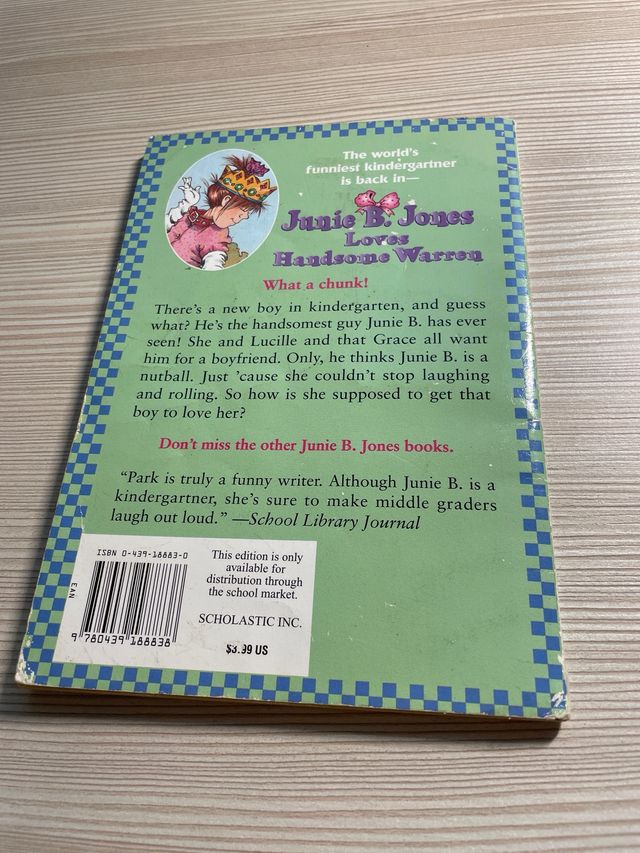 The world's
funniest kindergartner
is back in—
Junie B. Jones
Loves
Handsome Warren
What a chunk!
There's a new boy in kindergarten, and guess
what? He's the handsomest guy Junie B. has ever
seen! She and Lucille and that Grace all want
him for a boyfriend. Only, he thinks Junie B. is a
nutball. Just 'cause she couldn't stop laughing
and rolling. So how is she supposed to get that
boy to love her?
Don't miss the other Junie B. Jones books.
“Park is truly a funny writer. Although Junie B. is a
kindergartner, she's sure to make middle graders
laugh out loud.” —School Library Journal
ISBN 0-439-18883-0
EAN
9 780439 188838
This edition is only
available for
distribution through
the school market.
SCHOLASTIC INC.
$3.99 US